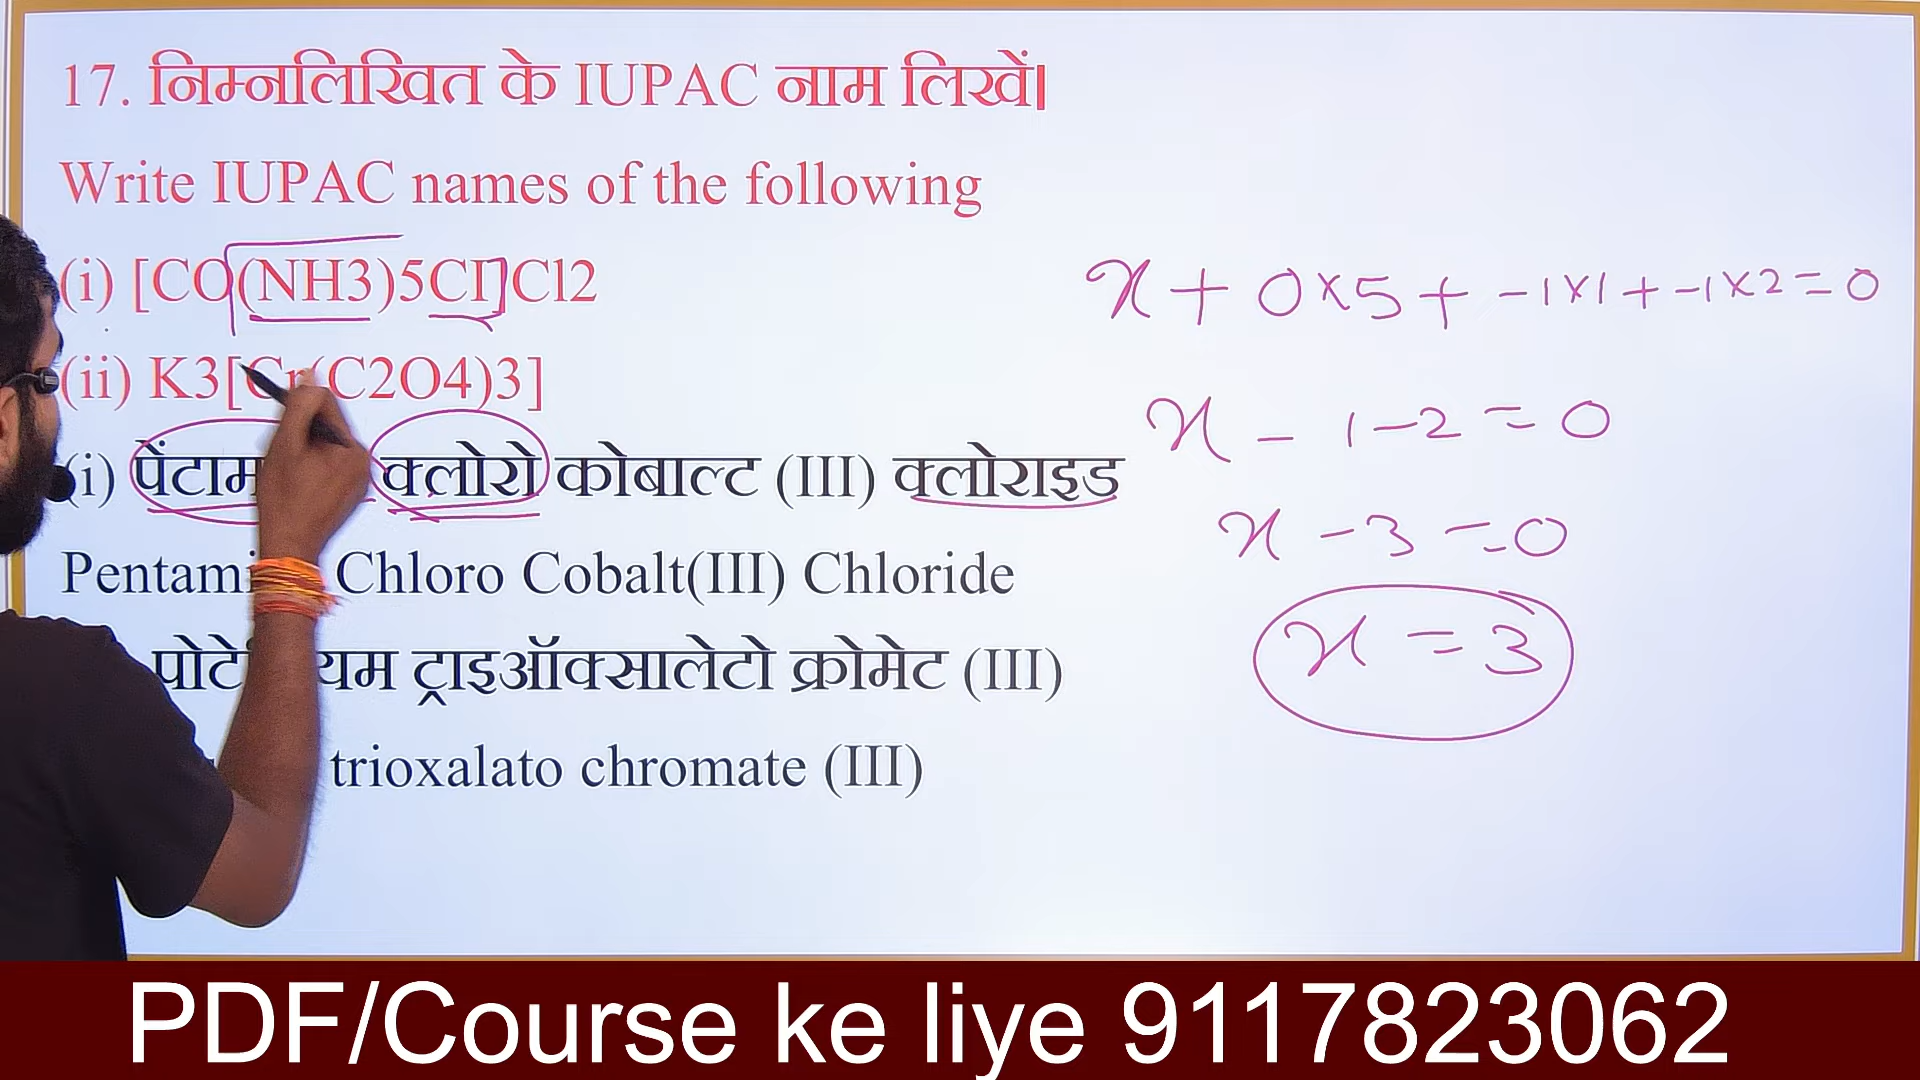 17. निम्नलिखित के IUPAC नाम लिखें।
Write IUPAC names of the following
(i) [CO(NH3)5Cl]Cl2
(ii) K3[Cr(C2O4)3]
(i) क्लोरो कोबाल्ट (III) क्लोराइड
Chloro Cobalt(III) Chloride
ट्राइऑक्सालेटो क्रोमेट (III)
trioxalato chromate (III)
x + 0×5 + -1×1 + -1×2 = 0
x - 1-2 = 0
x - 3 = 0
x = 3
PDF/Course ke liye 9117823062